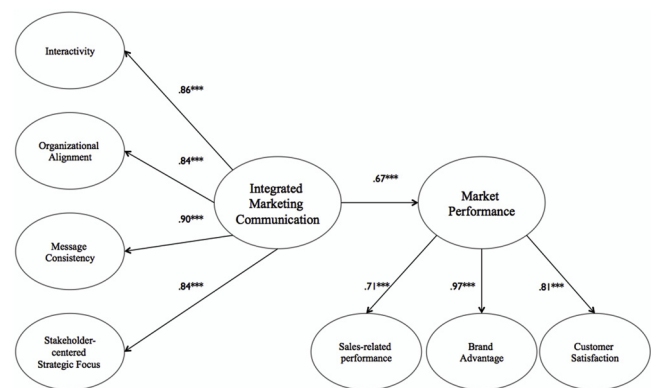 Interactivity
.86***
Organizational
Alignment
.84***
Integrated
Marketing
Communication
.67***
Market
Performance
Message
Consistency
.90***
.84***
Stakeholder-
centered
Strategic Focus
.71***
.97***
.81***
Sales-related
performance
Brand
Advantage
Customer
Satisfaction